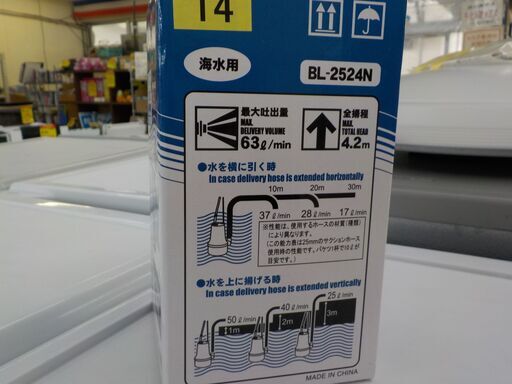 14
海水用
BL-2524N
最大吐出量
MAX.
DELIVERY VOLUME
63ℓ/min
全揚程
MAX.
TOTAL HEAD
4.2m
●水を横に引く時
In case delivery hose is extended horizontally
10m 20m 30m
37ℓ/min 28ℓ/min 17ℓ/min
※性能は、使用するホースの材質(種類)
により異なります。
(この能力表は25mmのサクションホース
使用時の性能です。バケツ1杯で10ℓが
目安です。)
●水を上に揚げる時
In case delivery hose is extended vertically
50ℓ/min 40ℓ/min 25ℓ/min
1m 2m 3m
MADE IN CHINA